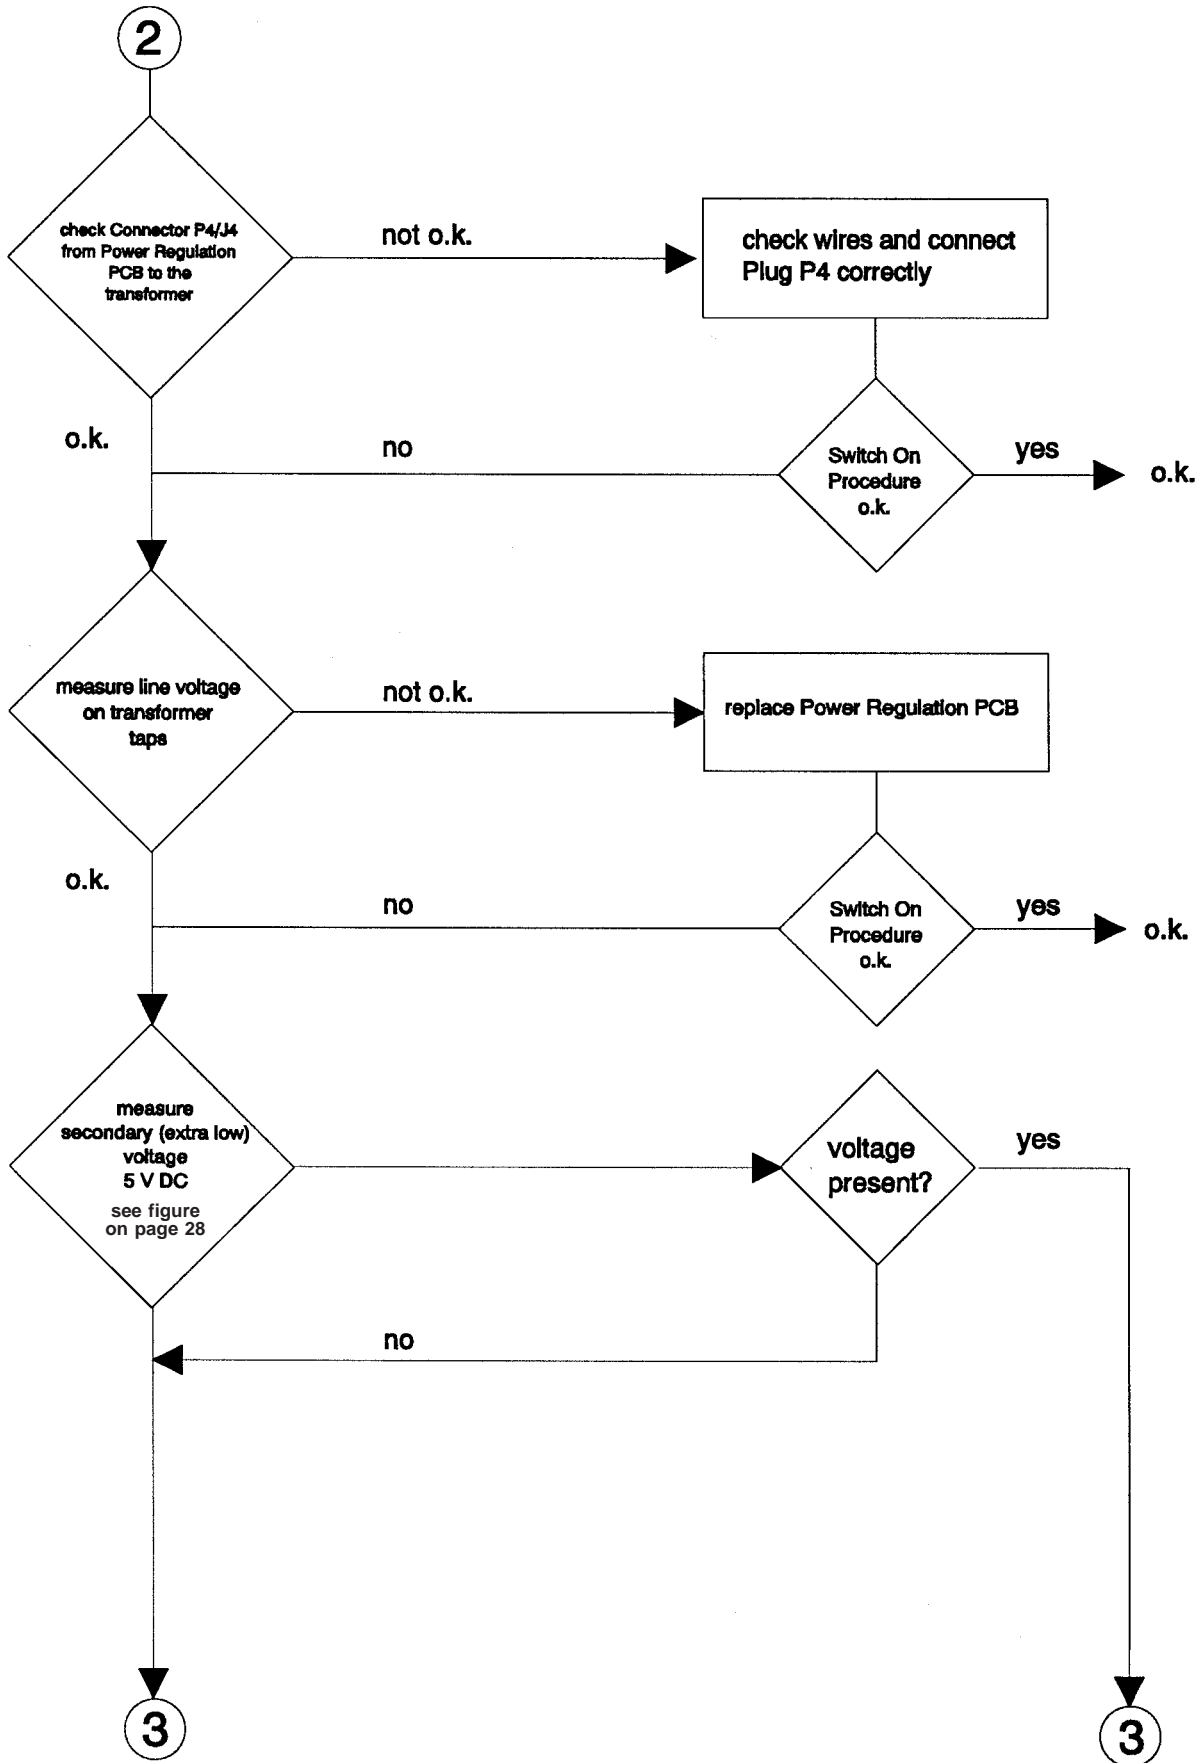 2
check Connector P4/J4
from Power Regulation
PCB to the
transformer
not o.k.
check wires and connect
Plug P4 correctly
o.k.
no
Switch On
Procedure
o.k.
yes
o.k.
measure line voltage
on transformer
taps
not o.k.
replace Power Regulation PCB
o.k.
no
Switch On
Procedure
o.k.
yes
o.k.
measure
secondary (extra low)
voltage
5 V DC
see figure
on page 28
voltage
present?
yes
no
3
3